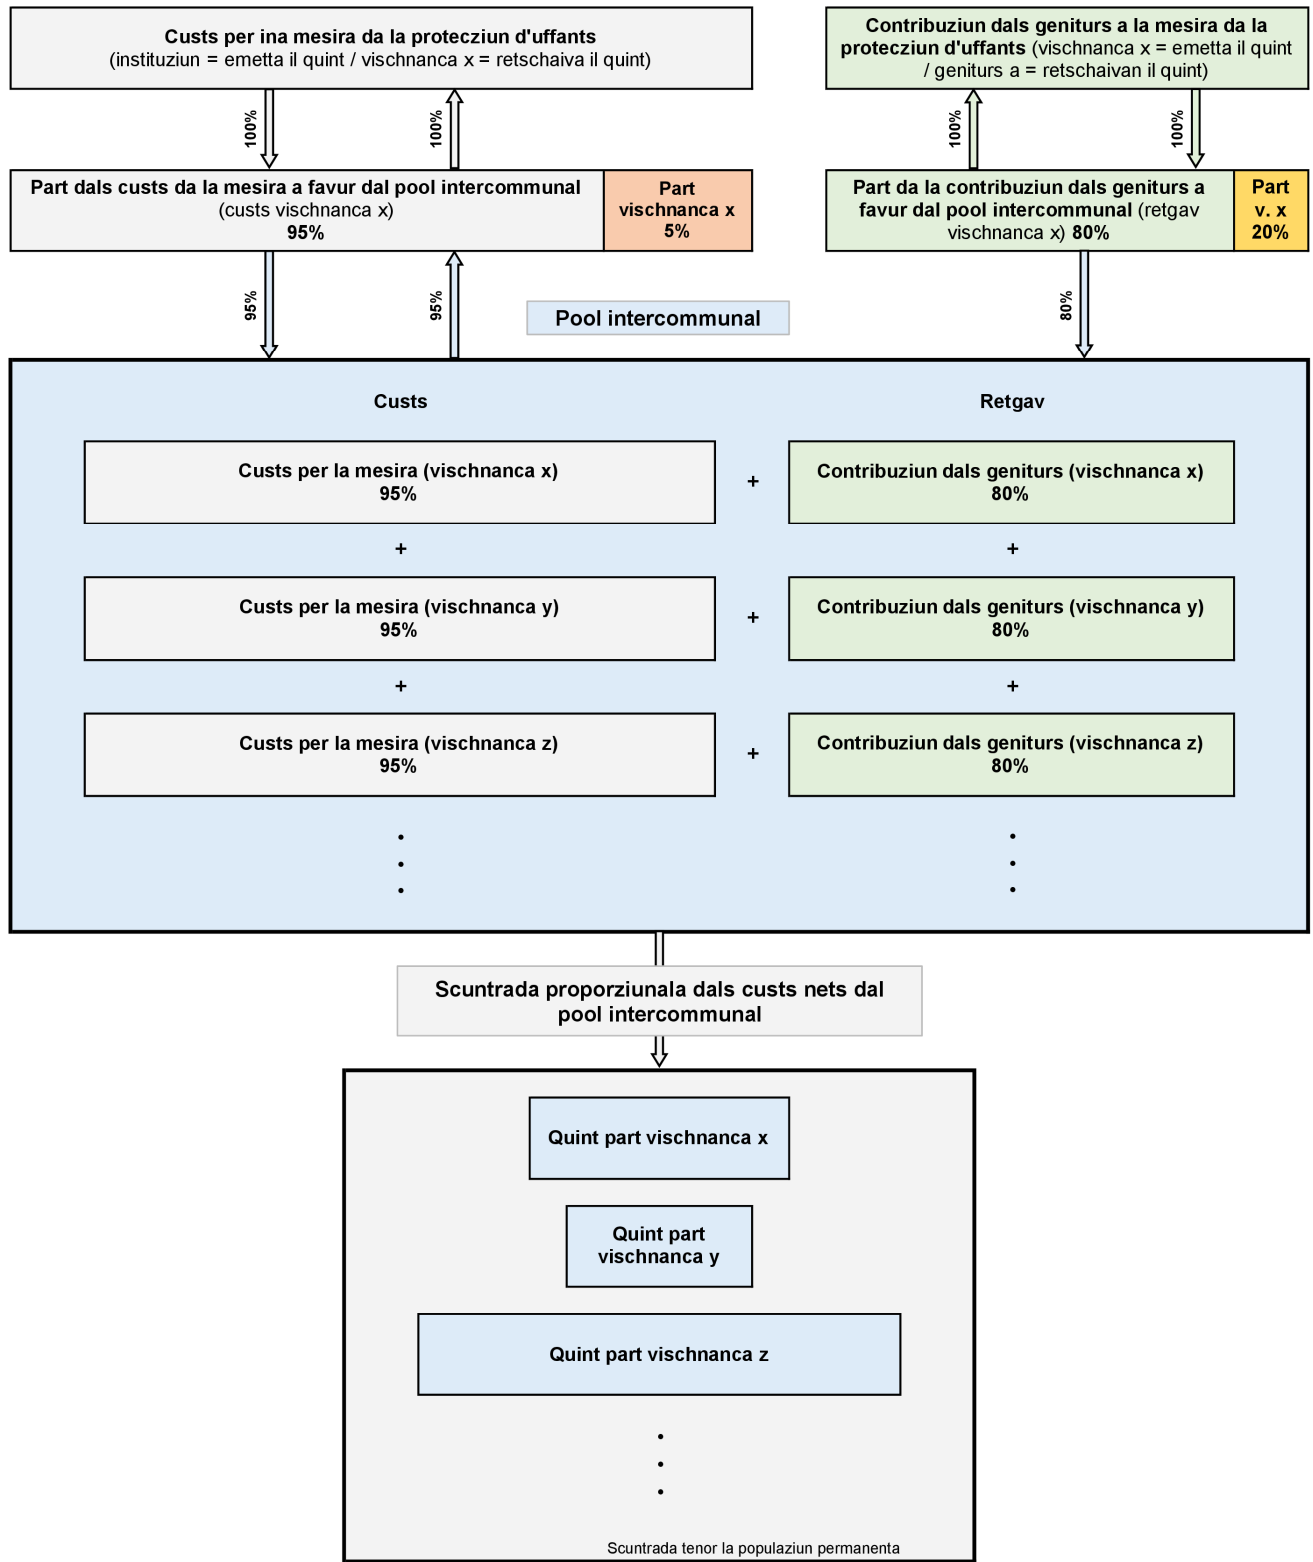 Custs per ina mesira da la protecziun d'uffants
(instituziun = emetta il quint / vischnanca x = retschaiva il quint)
Contribuziun dals geniturs a la mesira da la
protecziun d'uffants (vischnanca x = emetta il quint
/ geniturs a = retschaivan il quint)
100%
100%
100%
100%
Part dals custs da la mesira a favur dal pool intercommunal
(custs vischnanca x)
95%
Part
vischnanca x
5%
Part da la contribuziun dals geniturs a
favur dal pool intercommunal (retgav
vischnanca x) 80%
Part
v. x
20%
95%
95%
80%
Pool intercommunal
Custs
Retgav
Custs per la mesira (vischnanca x)
95%
+
Contribuziun dals geniturs (vischnanca x)
80%
+
+
Custs per la mesira (vischnanca y)
95%
+
Contribuziun dals geniturs (vischnanca y)
80%
+
+
Custs per la mesira (vischnanca z)
95%
+
Contribuziun dals geniturs (vischnanca z)
80%
Scuntrada proporziunala dals custs nets dal
pool intercommunal
Quint part vischnanca x
Quint part
vischnanca y
Quint part vischnanca z
Scuntrada tenor la populaziun permanenta